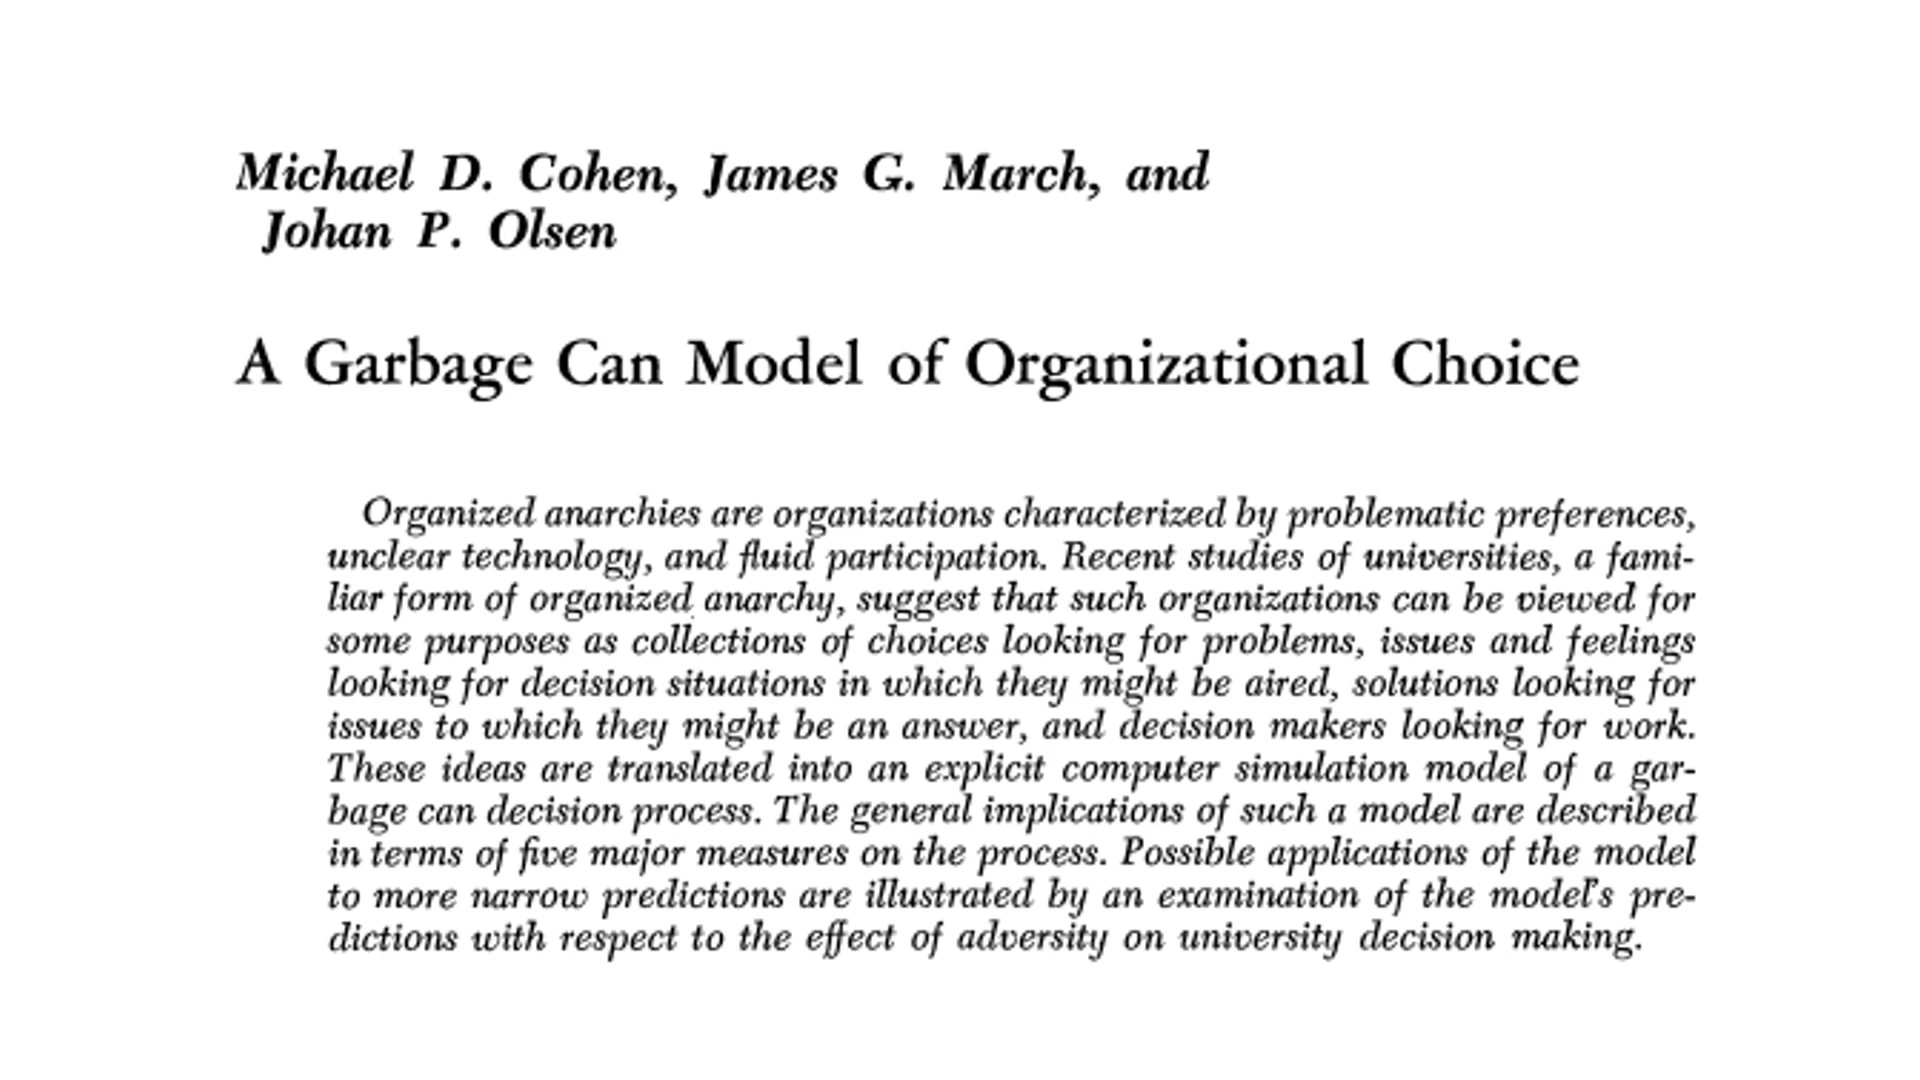 Michael D. Cohen, James G. March, and
Johan P. Olsen
A Garbage Can Model of Organizational Choice
Organized anarchies are organizations characterized by problematic preferences,
unclear technology, and fluid participation. Recent studies of universities, a fami-
liar form of organized anarchy, suggest that such organizations can be viewed for
some purposes as collections of choices looking for problems, issues and feelings
looking for decision situations in which they might be aired, solutions looking for
issues to which they might be an answer, and decision makers looking for work.
These ideas are translated into an explicit computer simulation model of a gar-
bage can decision process. The general implications of such a model are described
in terms of five major measures on the process. Possible applications of the model
to more narrow predictions are illustrated by an examination of the model's pre-
dictions with respect to the effect of adversity on university decision making.